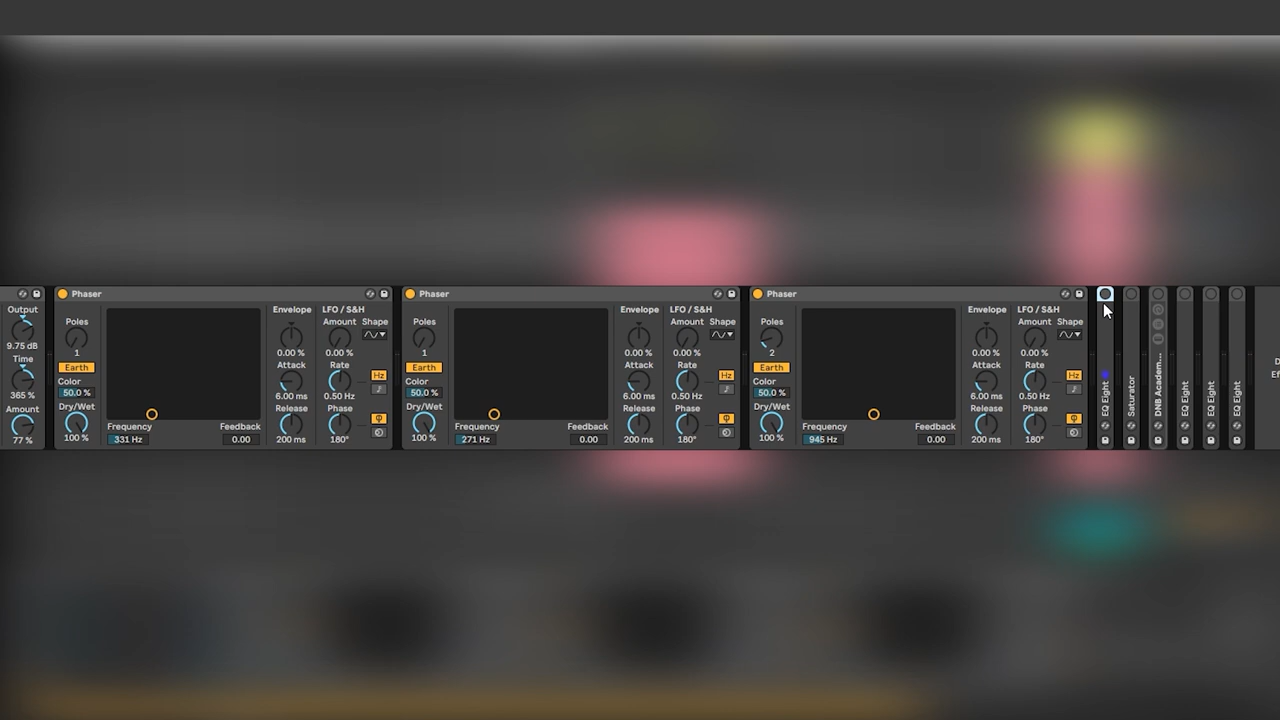 Output
9.75 dB
Time
365 %
Amount
77 %
Phaser
Poles
1
Earth
Color
50.0 %
Dry/Wet
100 %
Frequency
331 Hz
Feedback
0.00
Envelope
0.00 %
Attack
6.00 ms
Release
200 ms
LFO / S&H
Amount Shape
0.00 %
Rate
Hz
0.50 Hz
Phase
180°
Phaser
Poles
1
Earth
Color
50.0 %
Dry/Wet
100 %
Frequency
271 Hz
Feedback
0.00
Envelope
0.00 %
Attack
6.00 ms
Release
200 ms
LFO / S&H
Amount Shape
0.00 %
Rate
Hz
0.50 Hz
Phase
180°
Phaser
Poles
2
Earth
Color
50.0 %
Dry/Wet
100 %
Frequency
945 Hz
Feedback
0.00
Envelope
0.00 %
Attack
6.00 ms
Release
200 ms
LFO / S&H
Amount Shape
0.00 %
Rate
Hz
0.50 Hz
Phase
180°
EQ Eight
Saturator
DNB Academ...
EQ Eight
EQ Eight
EQ Eight